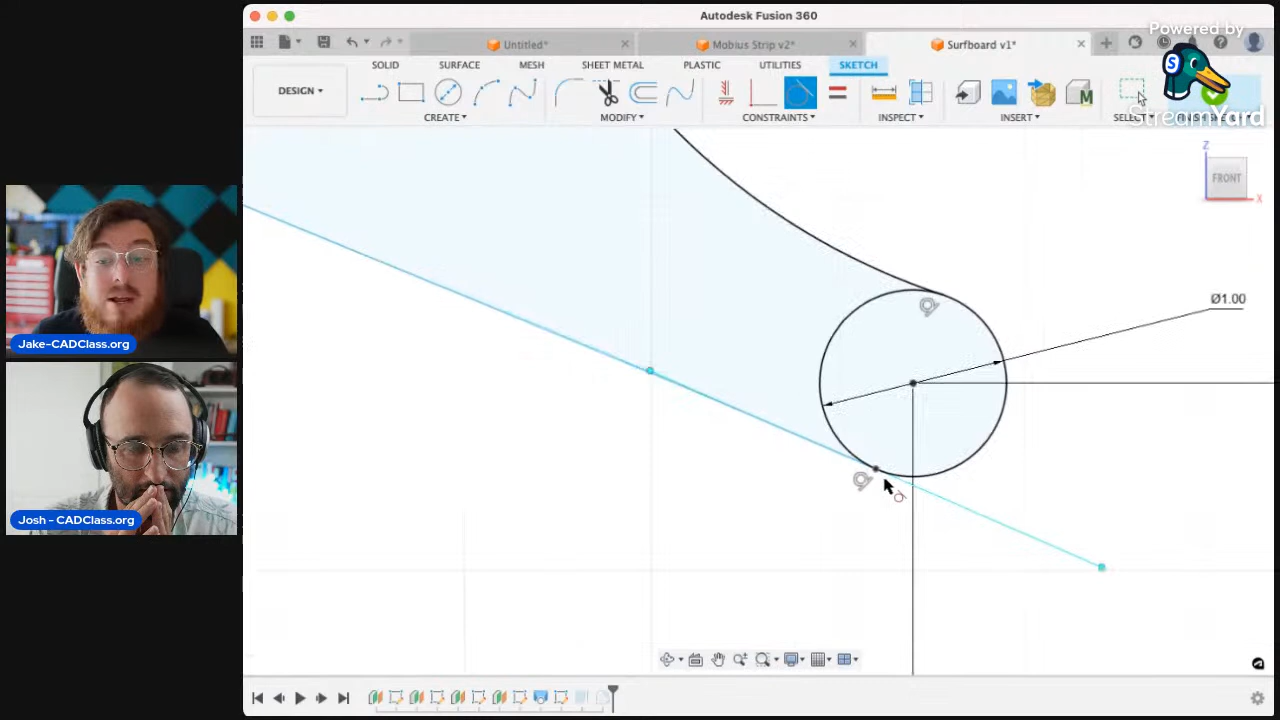 Autodesk Fusion 360
Powered by
StreamYard
Untitled*
Mobius Strip v2*
Surfboard v1*
SOLID
SURFACE
MESH
SHEET METAL
PLASTIC
UTILITIES
SKETCH
DESIGN
CREATE
MODIFY
CONSTRAINTS
INSPECT
INSERT
SELECT
Z
FRONT
X
Ø1.00
Jake-CADClass.org
Josh - CADClass.org